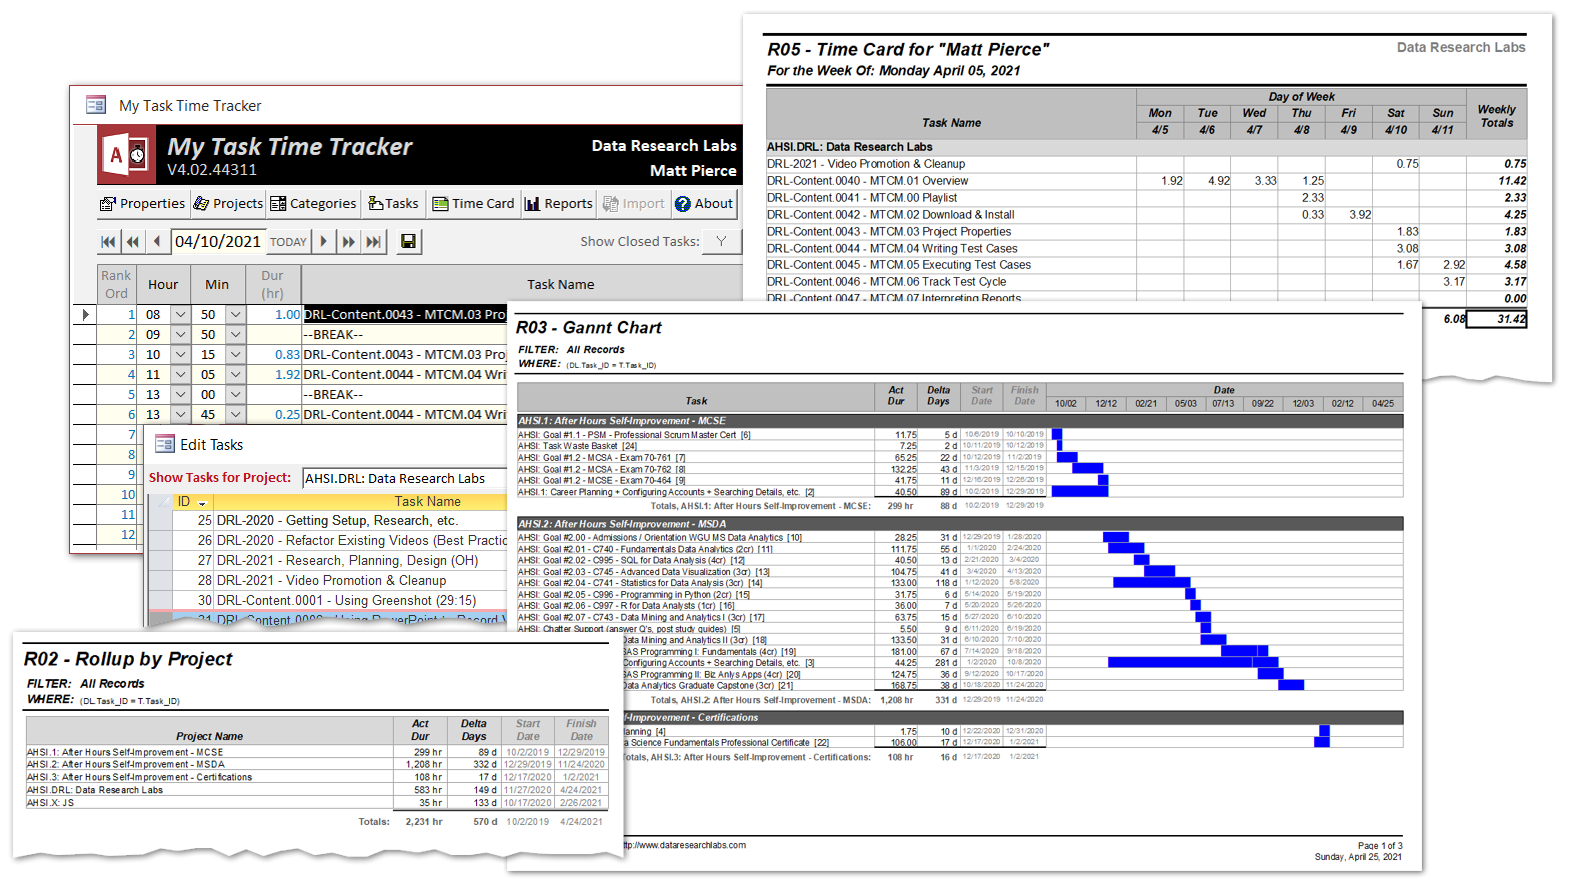 My Task Time Tracker
My Task Time Tracker
V4.02.44311
Data Research Labs
Matt Pierce
Properties Projects Categories Tasks Time Card Reports Import About
04/10/2021 TODAY Show Closed Tasks: Y
Rank Ord Hour Min Dur (hr) Task Name
1 08 50 1.00 DRL-Content.0043 - MTCM.03 Proj
2 09 50 --BREAK--
3 10 15 0.83 DRL-Content.0043 - MTCM.03 Proj
4 11 05 1.92 DRL-Content.0044 - MTCM.04 Wri
5 13 00 --BREAK--
6 13 45 0.25 DRL-Content.0044 - MTCM.04 Wri
7
8
9
10
11
12
Edit Tasks
Show Tasks for Project: AHSI.DRL: Data Research Labs
ID Task Name
25 DRL-2020 - Getting Setup, Research, etc.
26 DRL-2020 - Refactor Existing Videos (Best Practic
27 DRL-2021 - Research, Planning, Design (OH)
28 DRL-2021 - Video Promotion & Cleanup
30 DRL-Content.0001 - Using Greenshot (29:15)
31 DRL-Content.0002 - Using PowerPoint to Record V
R05 - Time Card for "Matt Pierce"
Data Research Labs
For the Week Of: Monday April 05, 2021
Task Name Day of Week Weekly Totals
Mon Tue Wed Thu Fri Sat Sun
4/5 4/6 4/7 4/8 4/9 4/10 4/11
AHSI.DRL: Data Research Labs
DRL-2021 - Video Promotion & Cleanup 0.75 0.75
DRL-Content.0040 - MTCM.01 Overview 1.92 4.92 3.33 1.25 11.42
DRL-Content.0041 - MTCM.00 Playlist 2.33 2.33
DRL-Content.0042 - MTCM.02 Download & Install 0.33 3.92 4.25
DRL-Content.0043 - MTCM.03 Project Properties 1.83 1.83
DRL-Content.0044 - MTCM.04 Writing Test Cases 3.08 3.08
DRL-Content.0045 - MTCM.05 Executing Test Cases 1.67 2.92 4.58
DRL-Content.0046 - MTCM.06 Track Test Cycle 3.17 3.17
DRL-Content.0047 - MTCM.07 Interpreting Reports 0.00
6.08 31.42
R03 - Gannt Chart
FILTER: All Records
WHERE: (DL.Task_ID = T.Task_ID)
Task Act Dur Delta Days Start Date Finish Date Date
10/02 12/12 02/21 05/03 07/13 09/22 12/03 02/12 04/25
AHSI.1: After Hours Self-Improvement - MCSE
AHSI: Goal #1.1 - PSM - Professional Scrum Master Cert [6] 11.75 5 d 10/6/2019 10/10/2019
AHSI: Task Waste Basket [24] 7.25 2 d 10/11/2019 10/12/2019
AHSI: Goal #1.2 - MCSA - Exam 70-761 [7] 65.25 22 d 10/12/2019 11/2/2019
AHSI: Goal #1.2 - MCSA - Exam 70-762 [8] 132.25 43 d 11/3/2019 12/15/2019
AHSI: Goal #1.2 - MCSE - Exam 70-464 [9] 41.75 11 d 12/16/2019 12/26/2019
AHSI.1: Career Planning + Configuring Accounts + Searching Details, etc. [2] 40.50 89 d 10/2/2019 12/29/2019
Totals, AHSI.1: After Hours Self-Improvement - MCSE: 299 hr 88 d 10/2/2019 12/29/2019
AHSI.2: After Hours Self-Improvement - MSDA
AHSI: Goal #2.00 - Admissions / Orientation WGU MS Data Analytics [10] 28.25 31 d 12/29/2019 1/28/2020
AHSI: Goal #2.01 - C740 - Fundamentals Data Analytics (2cr) [11] 111.75 55 d 1/1/2020 2/24/2020
AHSI: Goal #2.02 - C995 - SQL for Data Analysis (4cr) [12] 40.50 13 d 2/21/2020 3/4/2020
AHSI: Goal #2.03 - C745 - Advanced Data Visualization (3cr) [13] 104.75 41 d 3/4/2020 4/13/2020
AHSI: Goal #2.04 - C741 - Statistics for Data Analysis (3cr) [14] 133.00 118 d 1/12/2020 5/8/2020
AHSI: Goal #2.05 - C996 - Programming in Python (2cr) [15] 31.75 6 d 5/14/2020 5/19/2020
AHSI: Goal #2.06 - C997 - R for Data Analysts (1cr) [16] 36.00 7 d 5/20/2020 5/26/2020
AHSI: Goal #2.07 - C743 - Data Mining and Analytics I (3cr) [17] 63.75 15 d 5/27/2020 6/10/2020
AHSI: Chatter Support (answer Q's, post study guides) [5] 5.50 9 d 6/11/2020 6/19/2020
Data Mining and Analytics II (3cr) [18] 133.50 31 d 6/10/2020 7/10/2020
SAS Programming I: Fundamentals (4cr) [19] 181.00 67 d 7/14/2020 9/18/2020
Configuring Accounts + Searching Details, etc. [3] 44.25 281 d 1/2/2020 10/8/2020
SAS Programming II: Biz Anlys Apps (4cr) [20] 124.75 36 d 9/12/2020 10/17/2020
Data Analytics Graduate Capstone (3cr) [21] 168.75 38 d 10/18/2020 11/24/2020
Totals, AHSI.2: After Hours Self-Improvement - MSDA: 1,208 hr 331 d 12/29/2019 11/24/2020
lf-Improvement - Certifications
anning [4] 1.75 10 d 12/22/2020 12/31/2020
a Science Fundamentals Professional Certificate [22] 106.00 17 d 12/17/2020 1/2/2021
otals, AHSI.3: After Hours Self-Improvement - Certifications: 108 hr 16 d 12/17/2020 1/2/2021
ttp://www.dataresearchlabs.com
Page 1 of 3
Sunday, April 25, 2021
R02 - Rollup by Project
FILTER: All Records
WHERE: (DL.Task_ID = T.Task_ID)
Project Name Act Dur Delta Days Start Date Finish Date
AHSI.1: After Hours Self-Improvement - MCSE 299 hr 89 d 10/2/2019 12/29/2019
AHSI.2: After Hours Self-Improvement - MSDA 1,208 hr 332 d 12/29/2019 11/24/2020
AHSI.3: After Hours Self-Improvement - Certifications 108 hr 17 d 12/17/2020 1/2/2021
AHSI.DRL: Data Research Labs 583 hr 149 d 11/27/2020 4/24/2021
AHSI.X: JS 35 hr 133 d 10/17/2020 2/26/2021
Totals: 2,231 hr 570 d 10/2/2019 4/24/2021